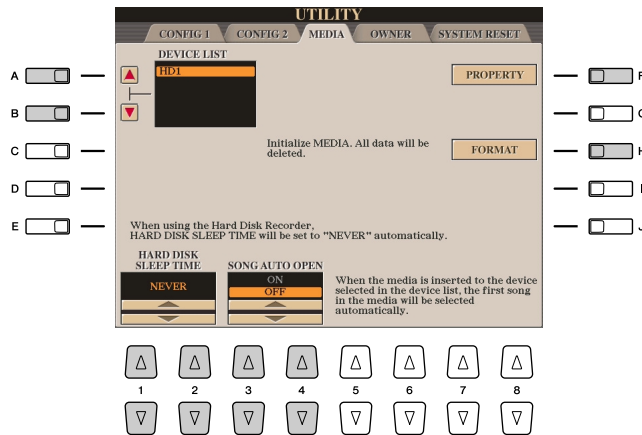 UTILITY
CONFIG 1
CONFIG 2
MEDIA
OWNER
SYSTEM RESET
DEVICE LIST
HD1
PROPERTY
Initialize MEDIA. All data will be
deleted.
FORMAT
A
B
C
D
E
F
G
H
I
J
When using the Hard Disk Recorder,
HARD DISK SLEEP TIME will be set to "NEVER" automatically.
HARD DISK
SLEEP TIME
NEVER
SONG AUTO OPEN
ON
OFF
When the media is inserted to the device
selected in the device list, the first song
in the media will be selected
automatically.
1
2
3
4
5
6
7
8